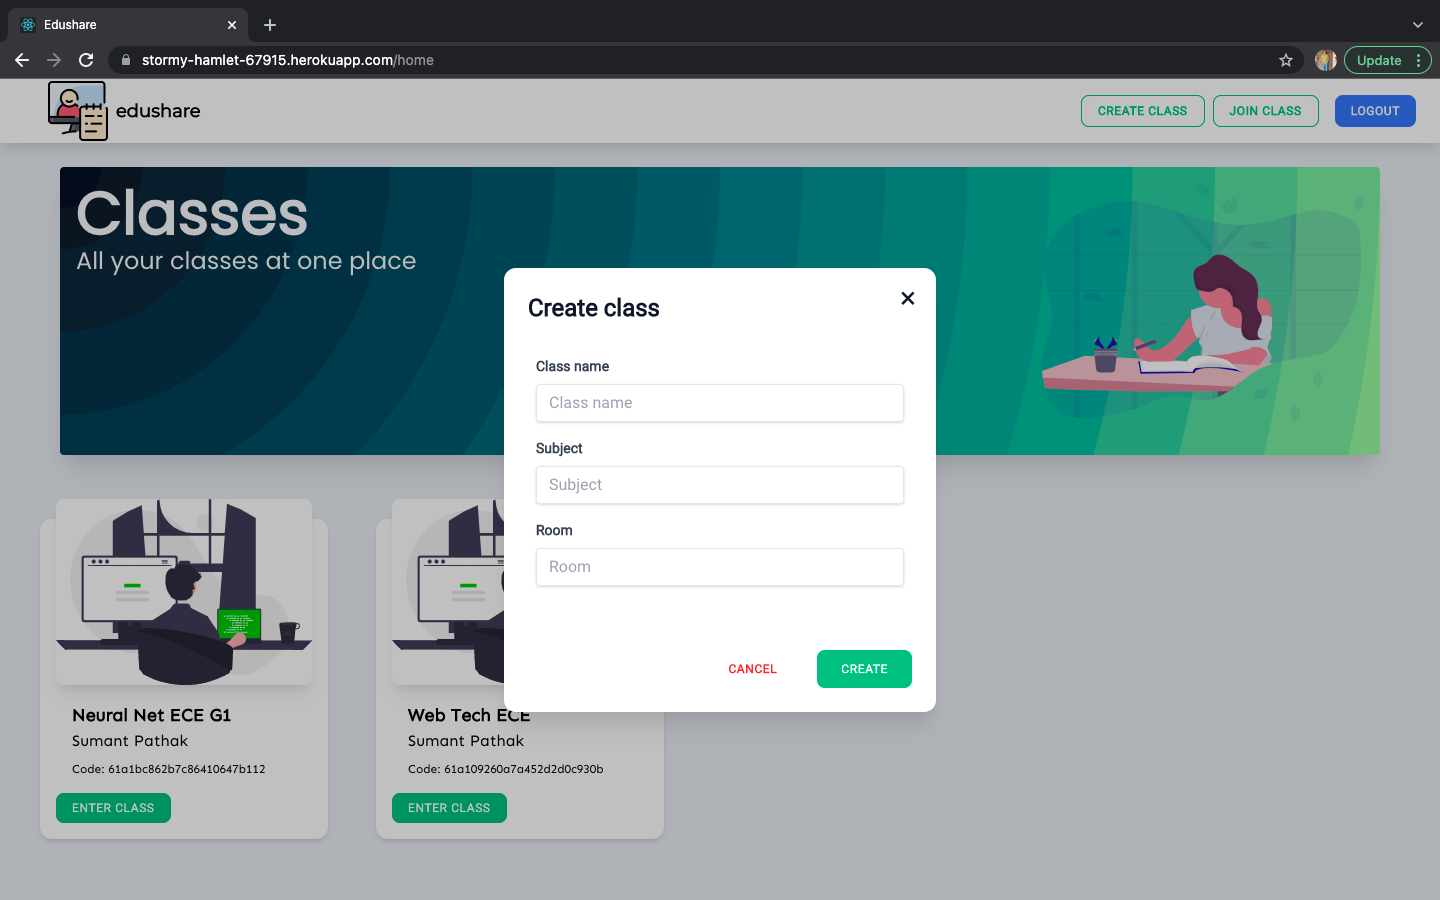 Edushare
stormy-hamlet-67915.herokuapp.com/home
Update
edushare
CREATE CLASS
JOIN CLASS
LOGOUT
Classes
All your classes at one place
Create class
Class name
Class name
Subject
Subject
Room
Room
CANCEL
CREATE
Neural Net ECE G1
Sumant Pathak
Code: 61a1bc862b7c86410647b112
ENTER CLASS
Web Tech ECE
Sumant Pathak
Code: 61a109260a7a452d2d0c930b
ENTER CLASS